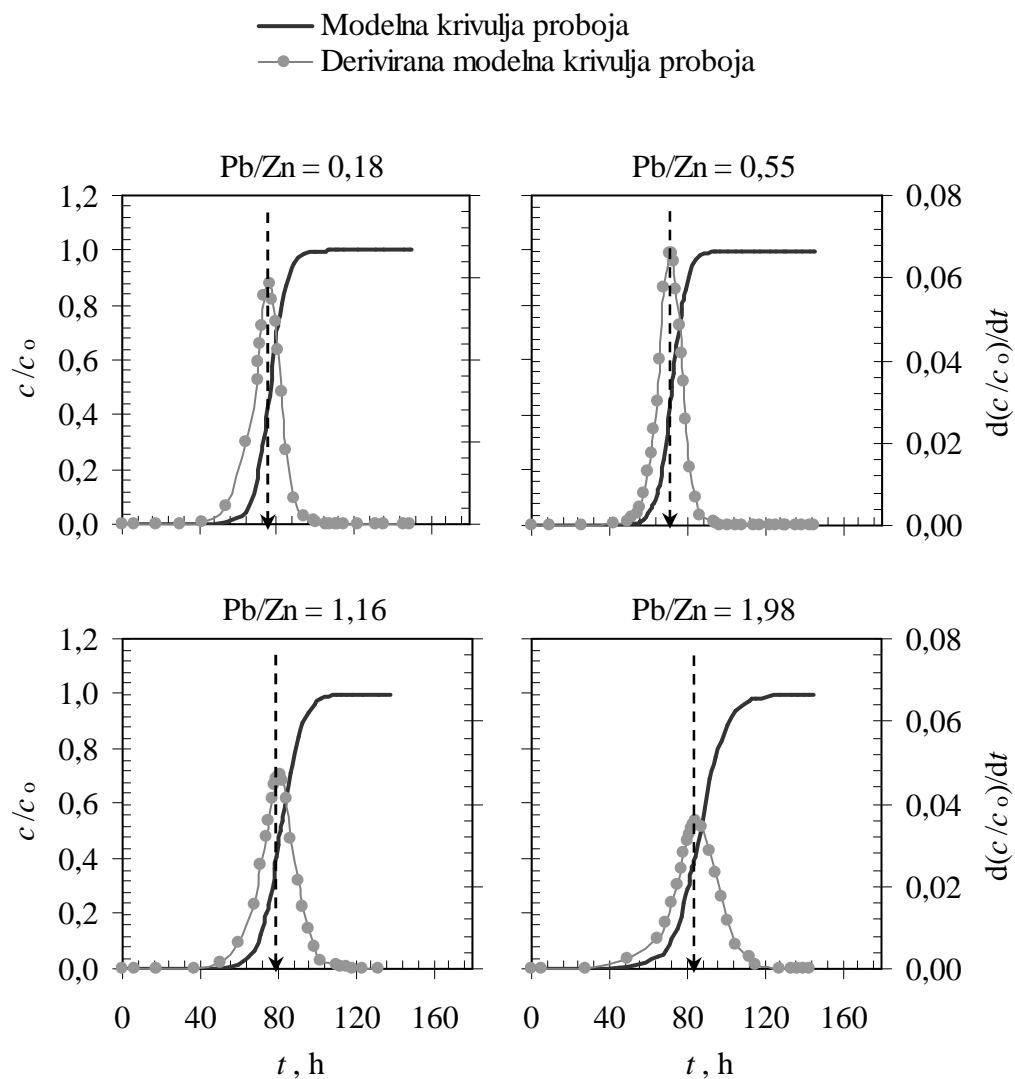 Modelna krivulja proboja
Derivirana modelna krivulja proboja
Pb/Zn = 0,18
Pb/Zn = 0,55
1,2
1,0
0,8
0,6
0,4
0,2
0,0
c/co
0,08
0,06
0,04
0,02
0,00
d(c/co)/dt
Pb/Zn = 1,16
Pb/Zn = 1,98
1,2
1,0
0,8
0,6
0,4
0,2
0,0
c/co
0,08
0,06
0,04
0,02
0,00
d(c/co)/dt
0 40 80 120 160
0 40 80 120 160
t , h
t , h